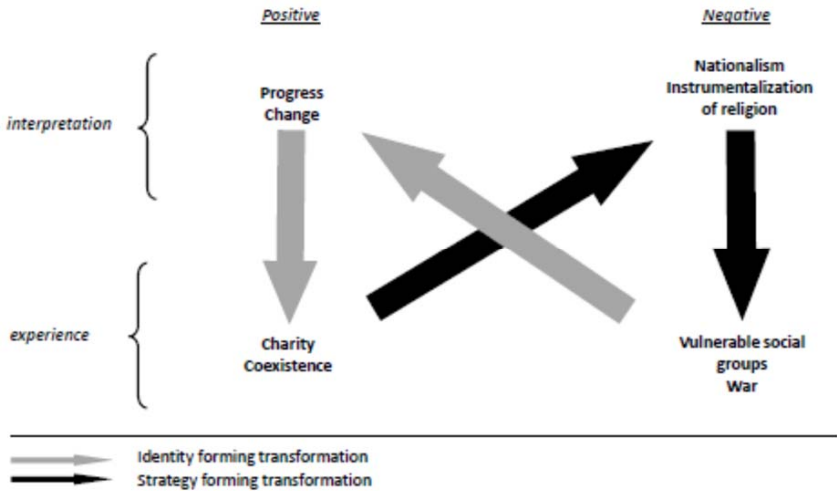 Positive
Negative
Nationalism
Instrumentalization
of religion
Progress
Change
interpretation
experience
Charity
Coexistence
Vulnerable social
groups
War
Identity forming transformation
Strategy forming transformation